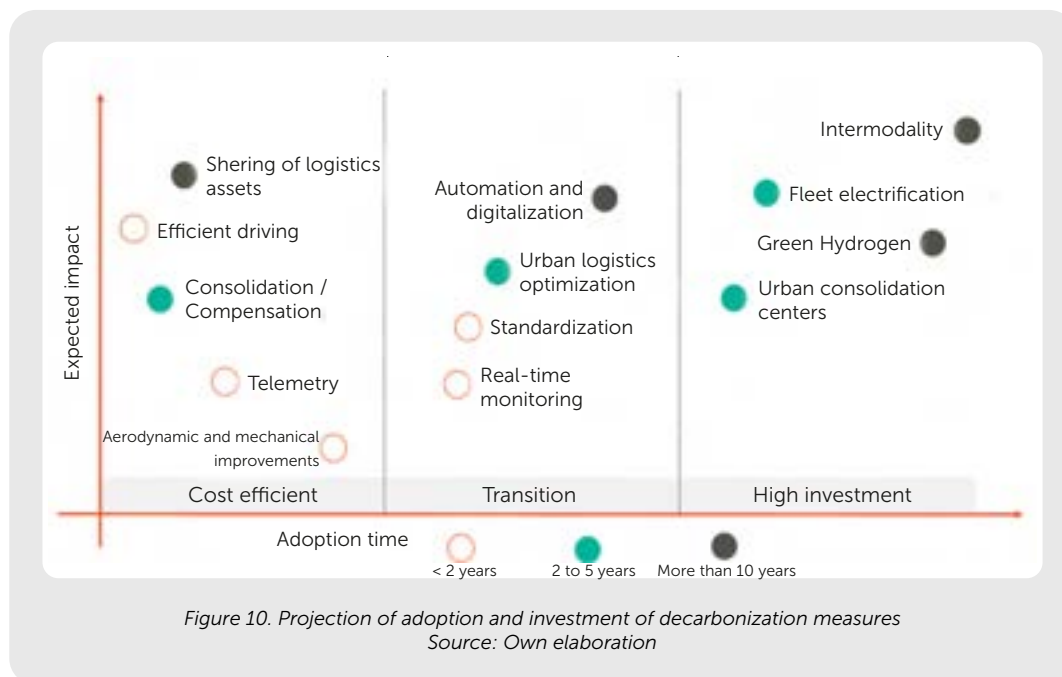 Expected impact
Shering of logistics
assets
Efficient driving
Consolidation /
Compensation
Telemetry
Aerodynamic and mechanical
improvements
Automation and
digitalization
Urban logistics
optimization
Standardization
Real-time
monitoring
Intermodality
Fleet electrification
Green Hydrogen
Urban consolidation
centers
Cost efficient
Transition
High investment
Adoption time
< 2 years
2 to 5 years
More than 10 years
Figure 10. Projection of adoption and investment of decarbonization measures
Source: Own elaboration